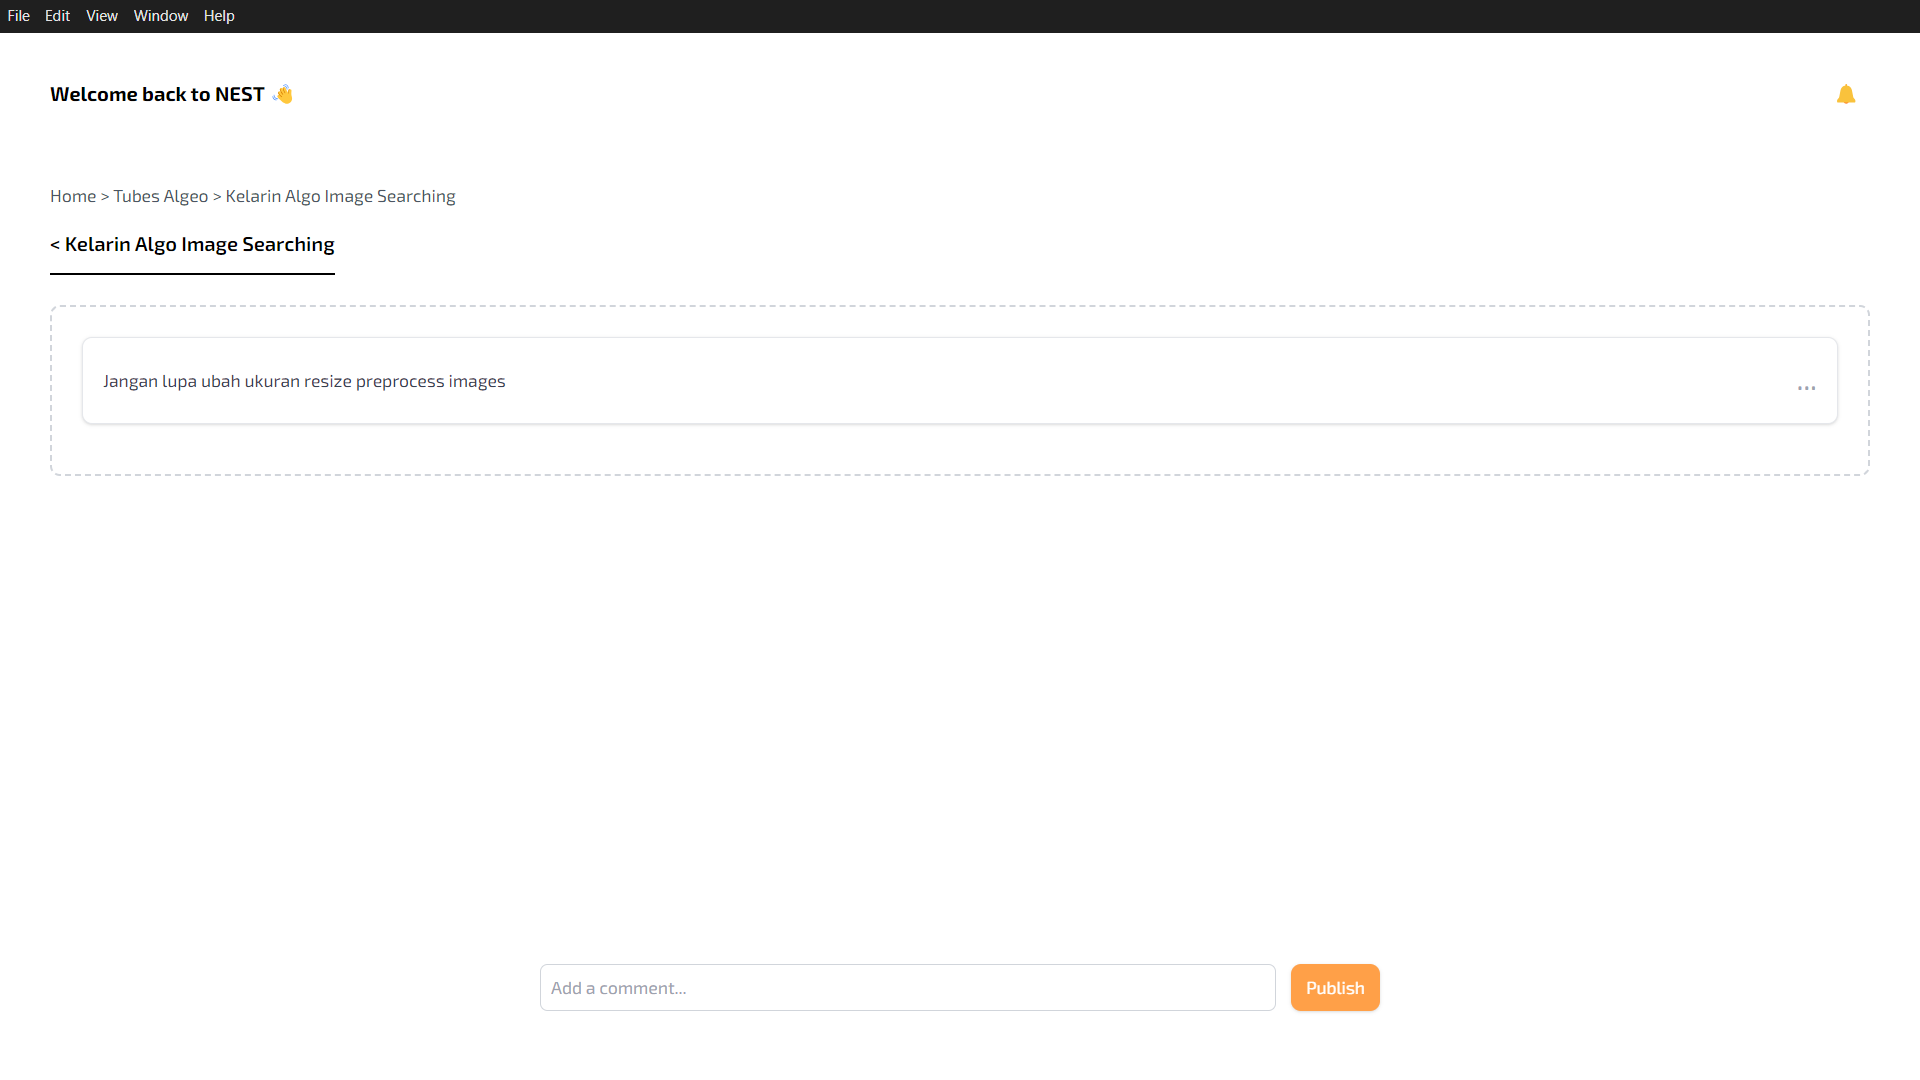 File Edit View Window Help
Welcome back to NEST 👋
Home > Tubes Algeo > Kelarin Algo Image Searching
< Kelarin Algo Image Searching
Jangan lupa ubah ukuran resize preprocess images
...
Add a comment...
Publish